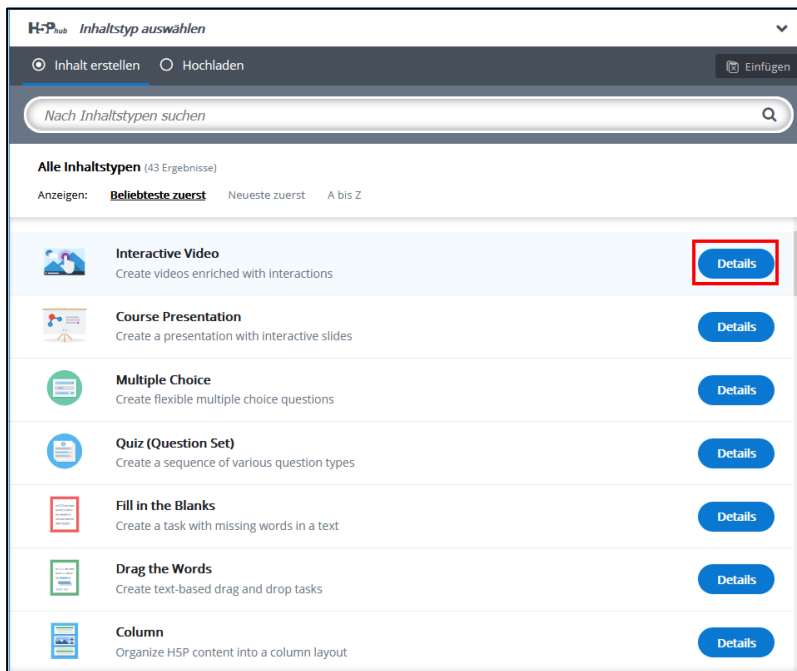 H5Phub Inhaltstyp auswählen
Inhalt erstellen Hochladen Einfügen
Nach Inhaltstypen suchen
Alle Inhaltstypen (43 Ergebnisse)
Anzeigen: Beliebteste zuerst Neueste zuerst A bis Z
Interactive Video
Create videos enriched with interactions
Details
Course Presentation
Create a presentation with interactive slides
Details
Multiple Choice
Create flexible multiple choice questions
Details
Quiz (Question Set)
Create a sequence of various question types
Details
Fill in the Blanks
Create a task with missing words in a text
Details
Drag the Words
Create text-based drag and drop tasks
Details
Column
Organize H5P content into a column layout
Details